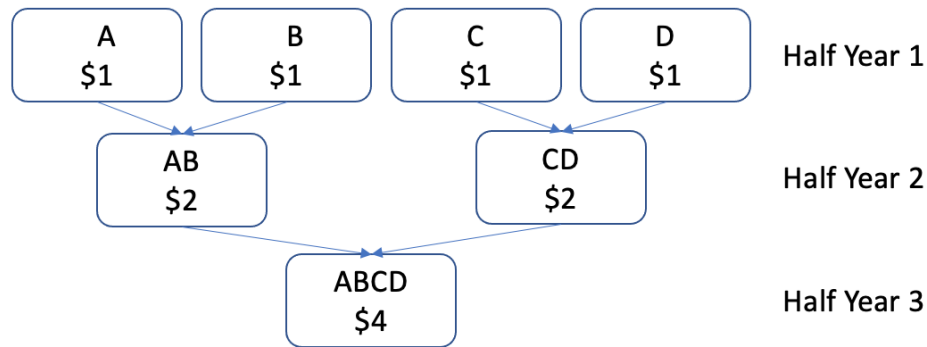 A
$1
B
$1
C
$1
D
$1
Half Year 1
AB
$2
CD
$2
Half Year 2
ABCD
$4
Half Year 3